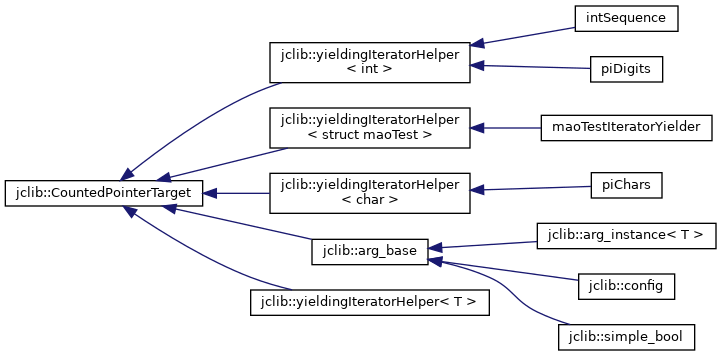 jclib::CountedPointerTarget
jclib::yieldingIteratorHelper
< int >
jclib::yieldingIteratorHelper
< struct maoTest >
jclib::yieldingIteratorHelper
< char >
jclib::arg_base
jclib::yieldingIteratorHelper< T >
intSequence
piDigits
maoTestIteratorYielder
piChars
jclib::arg_instance< T >
jclib::config
jclib::simple_bool